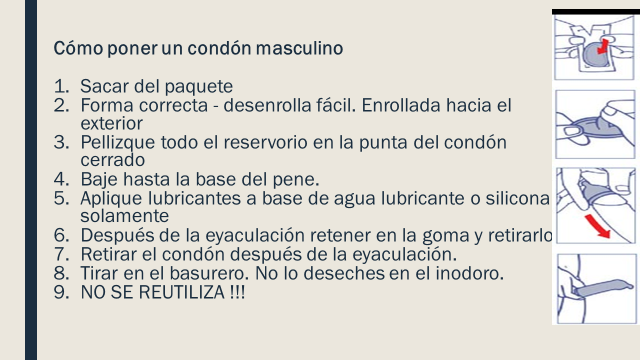 Cómo poner un condón masculino
1. Sacar del paquete
2. Forma correcta - desenrolla fácil. Enrollada hacia el
exterior
3. Pellizque todo el reservorio en la punta del condón
cerrado
4. Baje hasta la base del pene.
5. Aplique lubricantes a base de agua lubricante o silicona
solamente
6. Después de la eyaculación retener en la goma y retirarlo
7. Retirar el condón después de la eyaculación.
8. Tirar en el basurero. No lo deseches en el inodoro.
9. NO SE REUTILIZA !!!